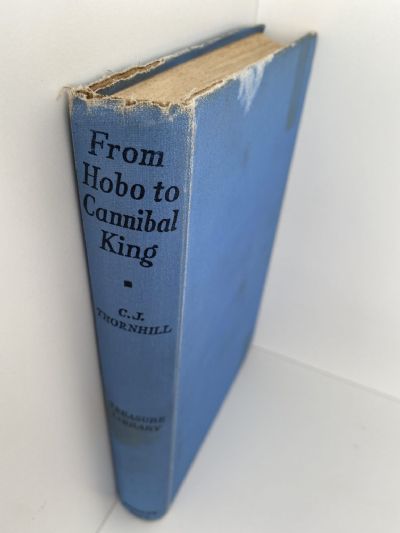 From
Hobo to
Cannibal
King
C.J.
THORNHILL
TREASURE
LIBRARY